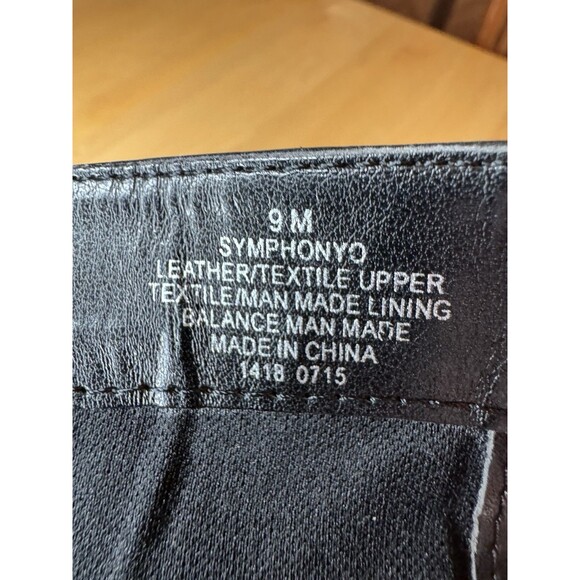 9 M
SYMPHONYO
LEATHER/TEXTILE UPPER
TEXTILE/MAN MADE LINING
BALANCE MAN MADE
MADE IN CHINA
1418 0715